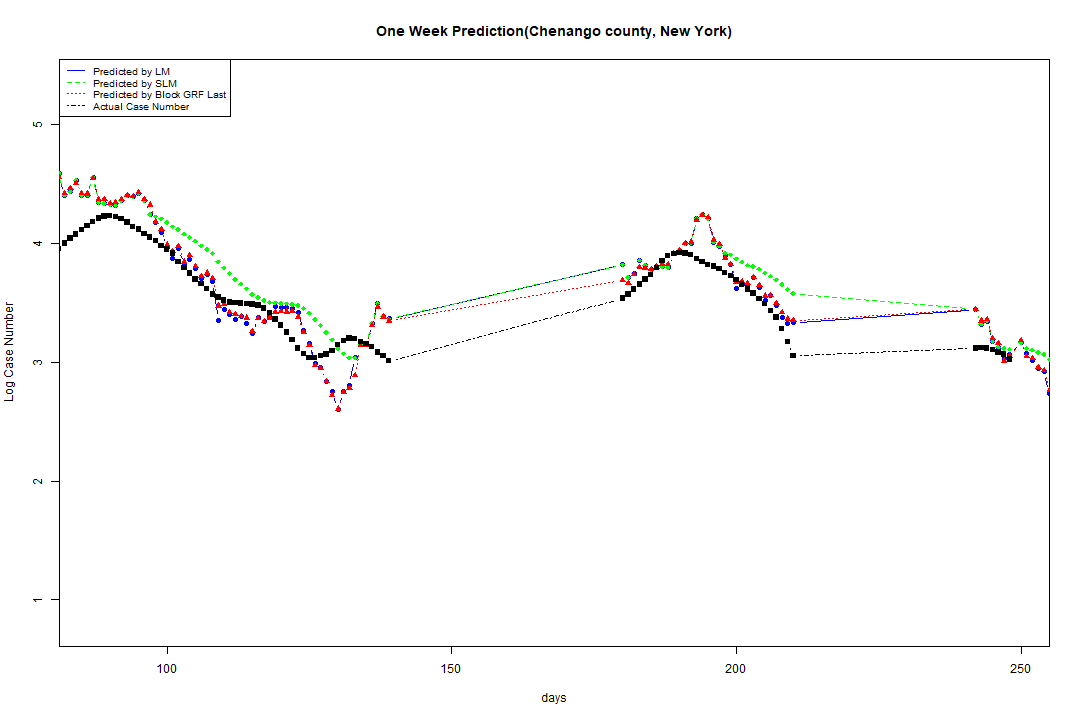 One Week Prediction(Chenango county, New York)
Predicted by LM
Predicted by SLM
Predicted by Block GRF Last
Actual Case Number
5
4
3
2
1
Log Case Number
100
150
200
250
days